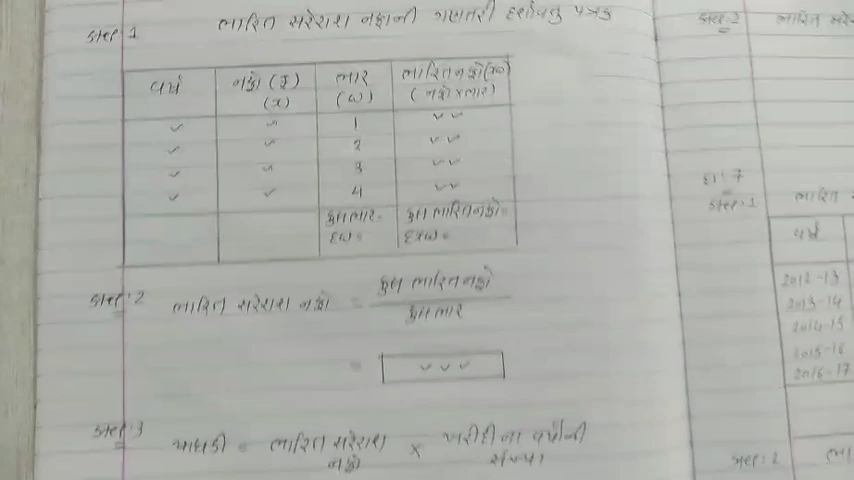 કાર્ય: 1 ભારિત સરેરાશ નફાની ગણતરી દર્શાવતું પત્રક
વર્ષ નફો (₹) (x) ભાર (w) ભારિત નફો (xw) (નફો x ભાર)
✓ ✓ 1 ✓✓
✓ ✓ 2 ✓✓
✓ ✓ 3 ✓✓
✓ ✓ 4 ✓✓
કુલ ભાર = કુલ ભારિત નફો =
Σw = Σxw =
કાર્ય: 2 ભારિત સરેરાશ નફો = કુલ ભારિત નફો
કુલ ભાર
= ✓✓✓
કાર્ય: 3 પાઘડી = ભારિત સરેરાશ નફો x ખરીદીના વર્ષોની સંખ્યા
કાર્ય: 2 ભારિત
દા: 7
કાર્ય: 1 ભારિત
વર્ષ
2012-13
2013-14
2014-15
2015-16
2016-17
કાર્ય: 2 ભા